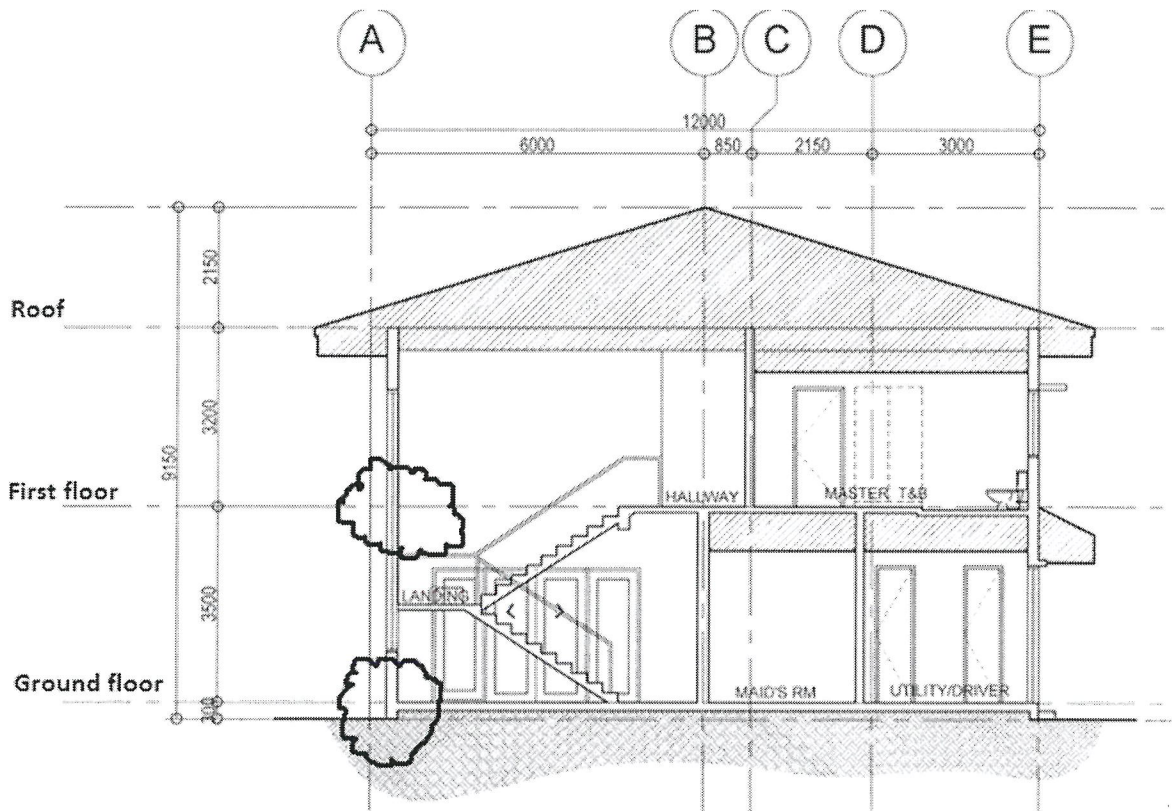 A B C D E
12000
6000 850 2150 3000
2150
Roof
3200
9150
First floor
HALLWAY MASTER T&B
3500
LANDING
Ground floor
MAID'S RM UTILITY/DRIVER
300